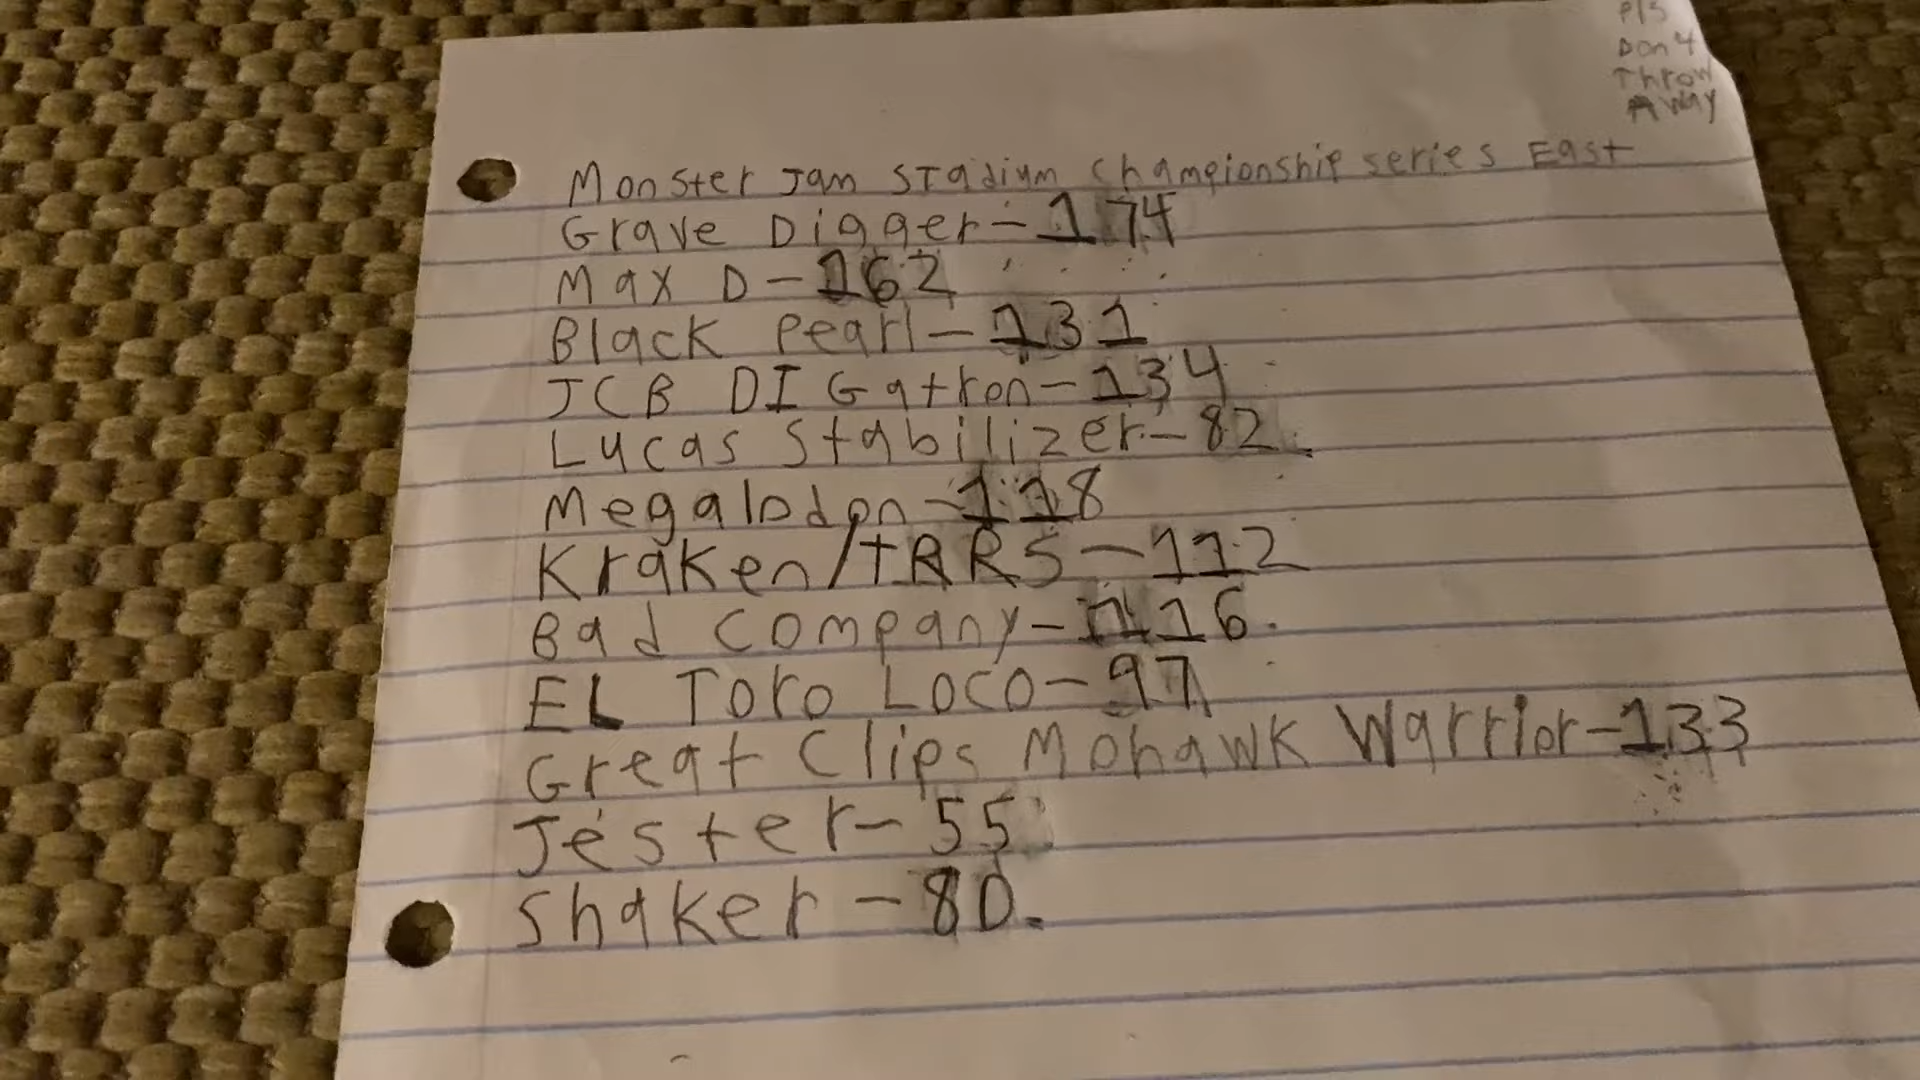 Pls
Don4
Throw
Away
Monster Jam Stadium Championship series East
Grave Digger-174
Max D-162
Black Pearl-131
JCB DIGatron-134
Lucas Stabilizer-82
Megalodon-118
Kraken/TRRS-112
Bad Company-116
EL Toro Loco-97
Great Clips Mohawk Warrior-133
Jester-55
Shaker-80